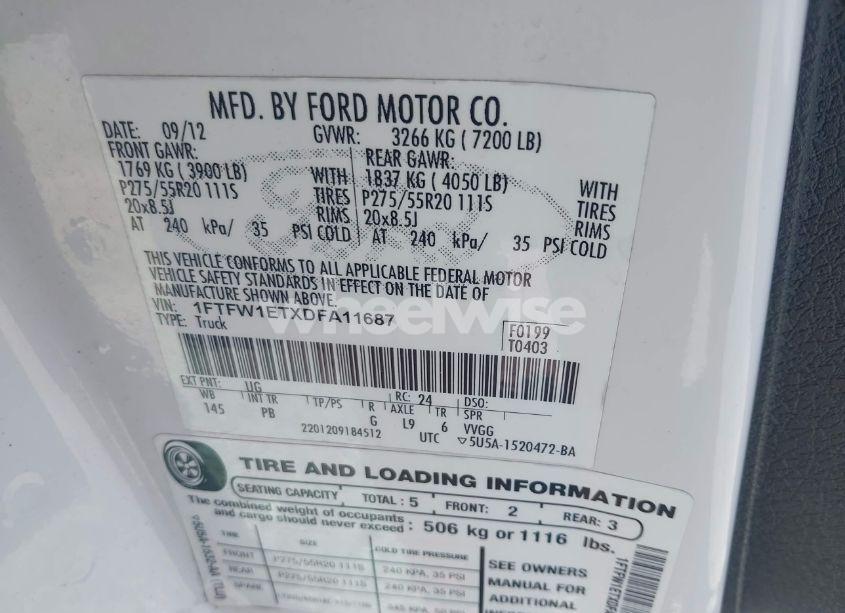 MFD. BY FORD MOTOR CO.
DATE: 09/12 GVWR: 3266 KG ( 7200 LB)
FRONT GAWR: REAR GAWR:
1769 KG ( 3900 LB) WITH 1837 KG ( 4050 LB) WITH
P275/55R20 111S TIRES P275/55R20 111S TIRES
20x8.5J RIMS 20x8.5J RIMS
AT 240 kPa/ 35 PSI COLD AT 240 kPa/ 35 PSI COLD
THIS VEHICLE CONFORMS TO ALL APPLICABLE FEDERAL MOTOR
VEHICLE SAFETY STANDARDS IN EFFECT ON THE DATE OF
MANUFACTURE SHOWN ABOVE.
VIN: 1FTFW1ETXDFA11687
TYPE: Truck
F0199
T0403
wheelwise
EXT PNT: UG RC: 24 DSO:
WB INT TR TP/PS R AXLE TR SPR
145 PB G L9 6 VVGG
2201209184512 UTC ▽5U5A-1520472-BA
TIRE AND LOADING INFORMATION
SEATING CAPACITY TOTAL : 5 FRONT: 2 REAR: 3
The combined weight of occupants
and cargo should never exceed : 506 kg or 1116 lbs.
TIRE SIZE COLD TIRE PRESSURE
FRONT P275/55R20 111S 240 KPA, 35 PSI
REAR P275/55R20 111S 240 KPA, 35 PSI
SPARE
SEE OWNERS
MANUAL FOR
ADDITIONAL